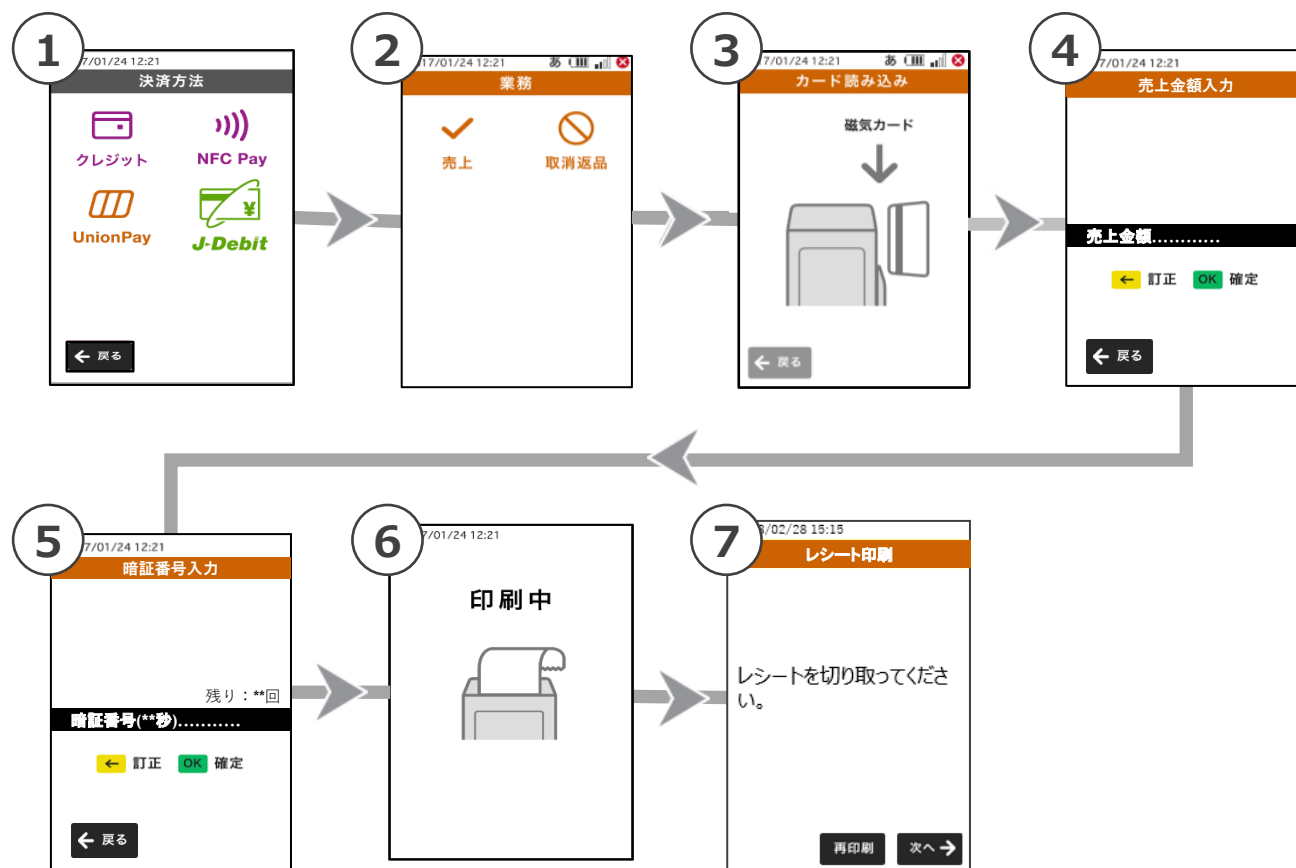 1
7/01/24 12:21
決済方法
クレジット
NFC Pay
UnionPay
¥
J-Debit
← 戻る
2
17/01/24 12:21
あ
業務
売上
取消返品
3
7/01/24 12:21
あ
カード読み込み
磁気カード
← 戻る
4
7/01/24 12:21
売上金額入力
売上金額............
← 訂正 OK 確定
← 戻る
5
7/01/24 12:21
暗証番号入力
残り：**回
暗証番号(**秒)...........
← 訂正 OK 確定
← 戻る
6
7/01/24 12:21
印刷中
7
8/02/28 15:15
レシート印刷
レシートを切り取ってくださ
い。
再印刷
次へ →